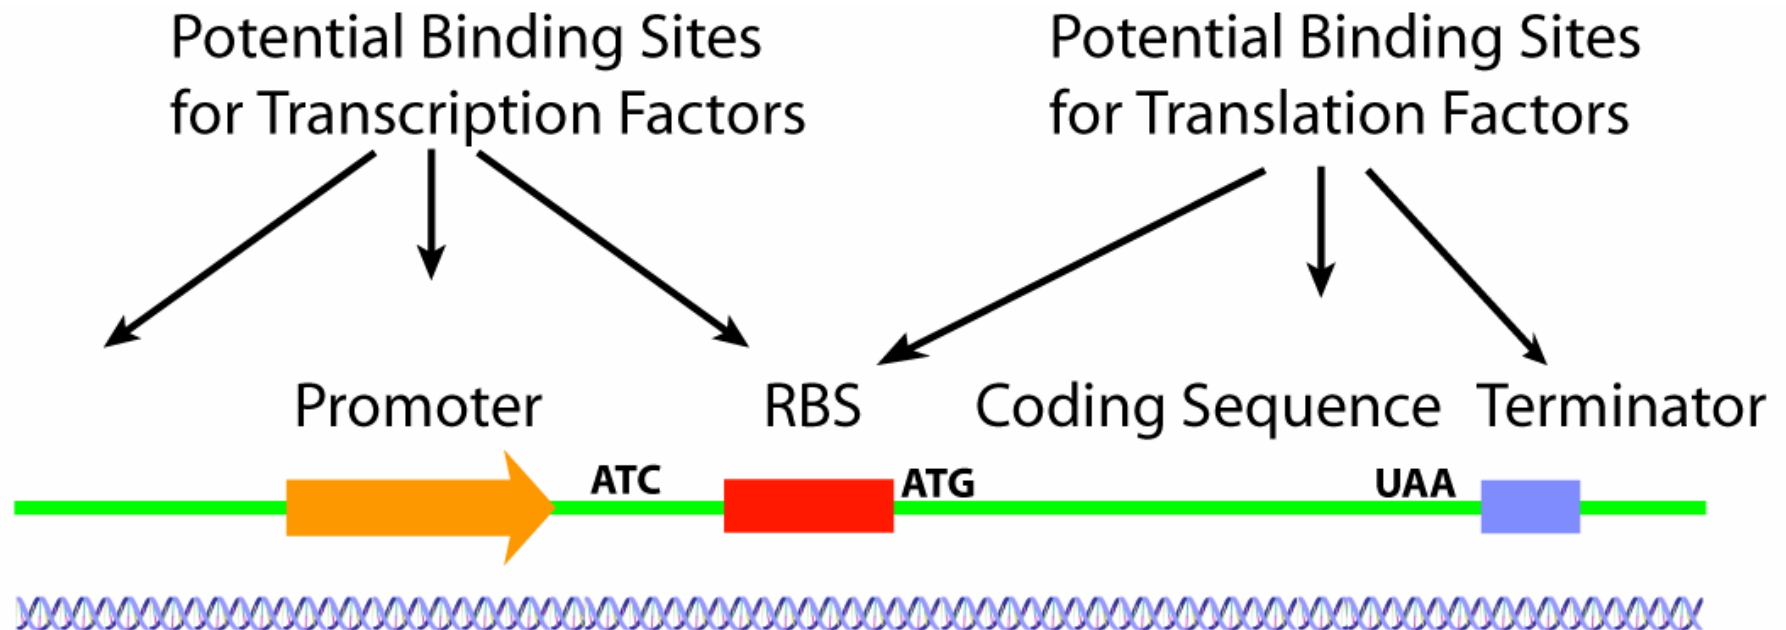 Potential Binding Sites
for Transcription Factors
Potential Binding Sites
for Translation Factors
Promoter
RBS
Coding Sequence
Terminator
ATC
ATG
UAA